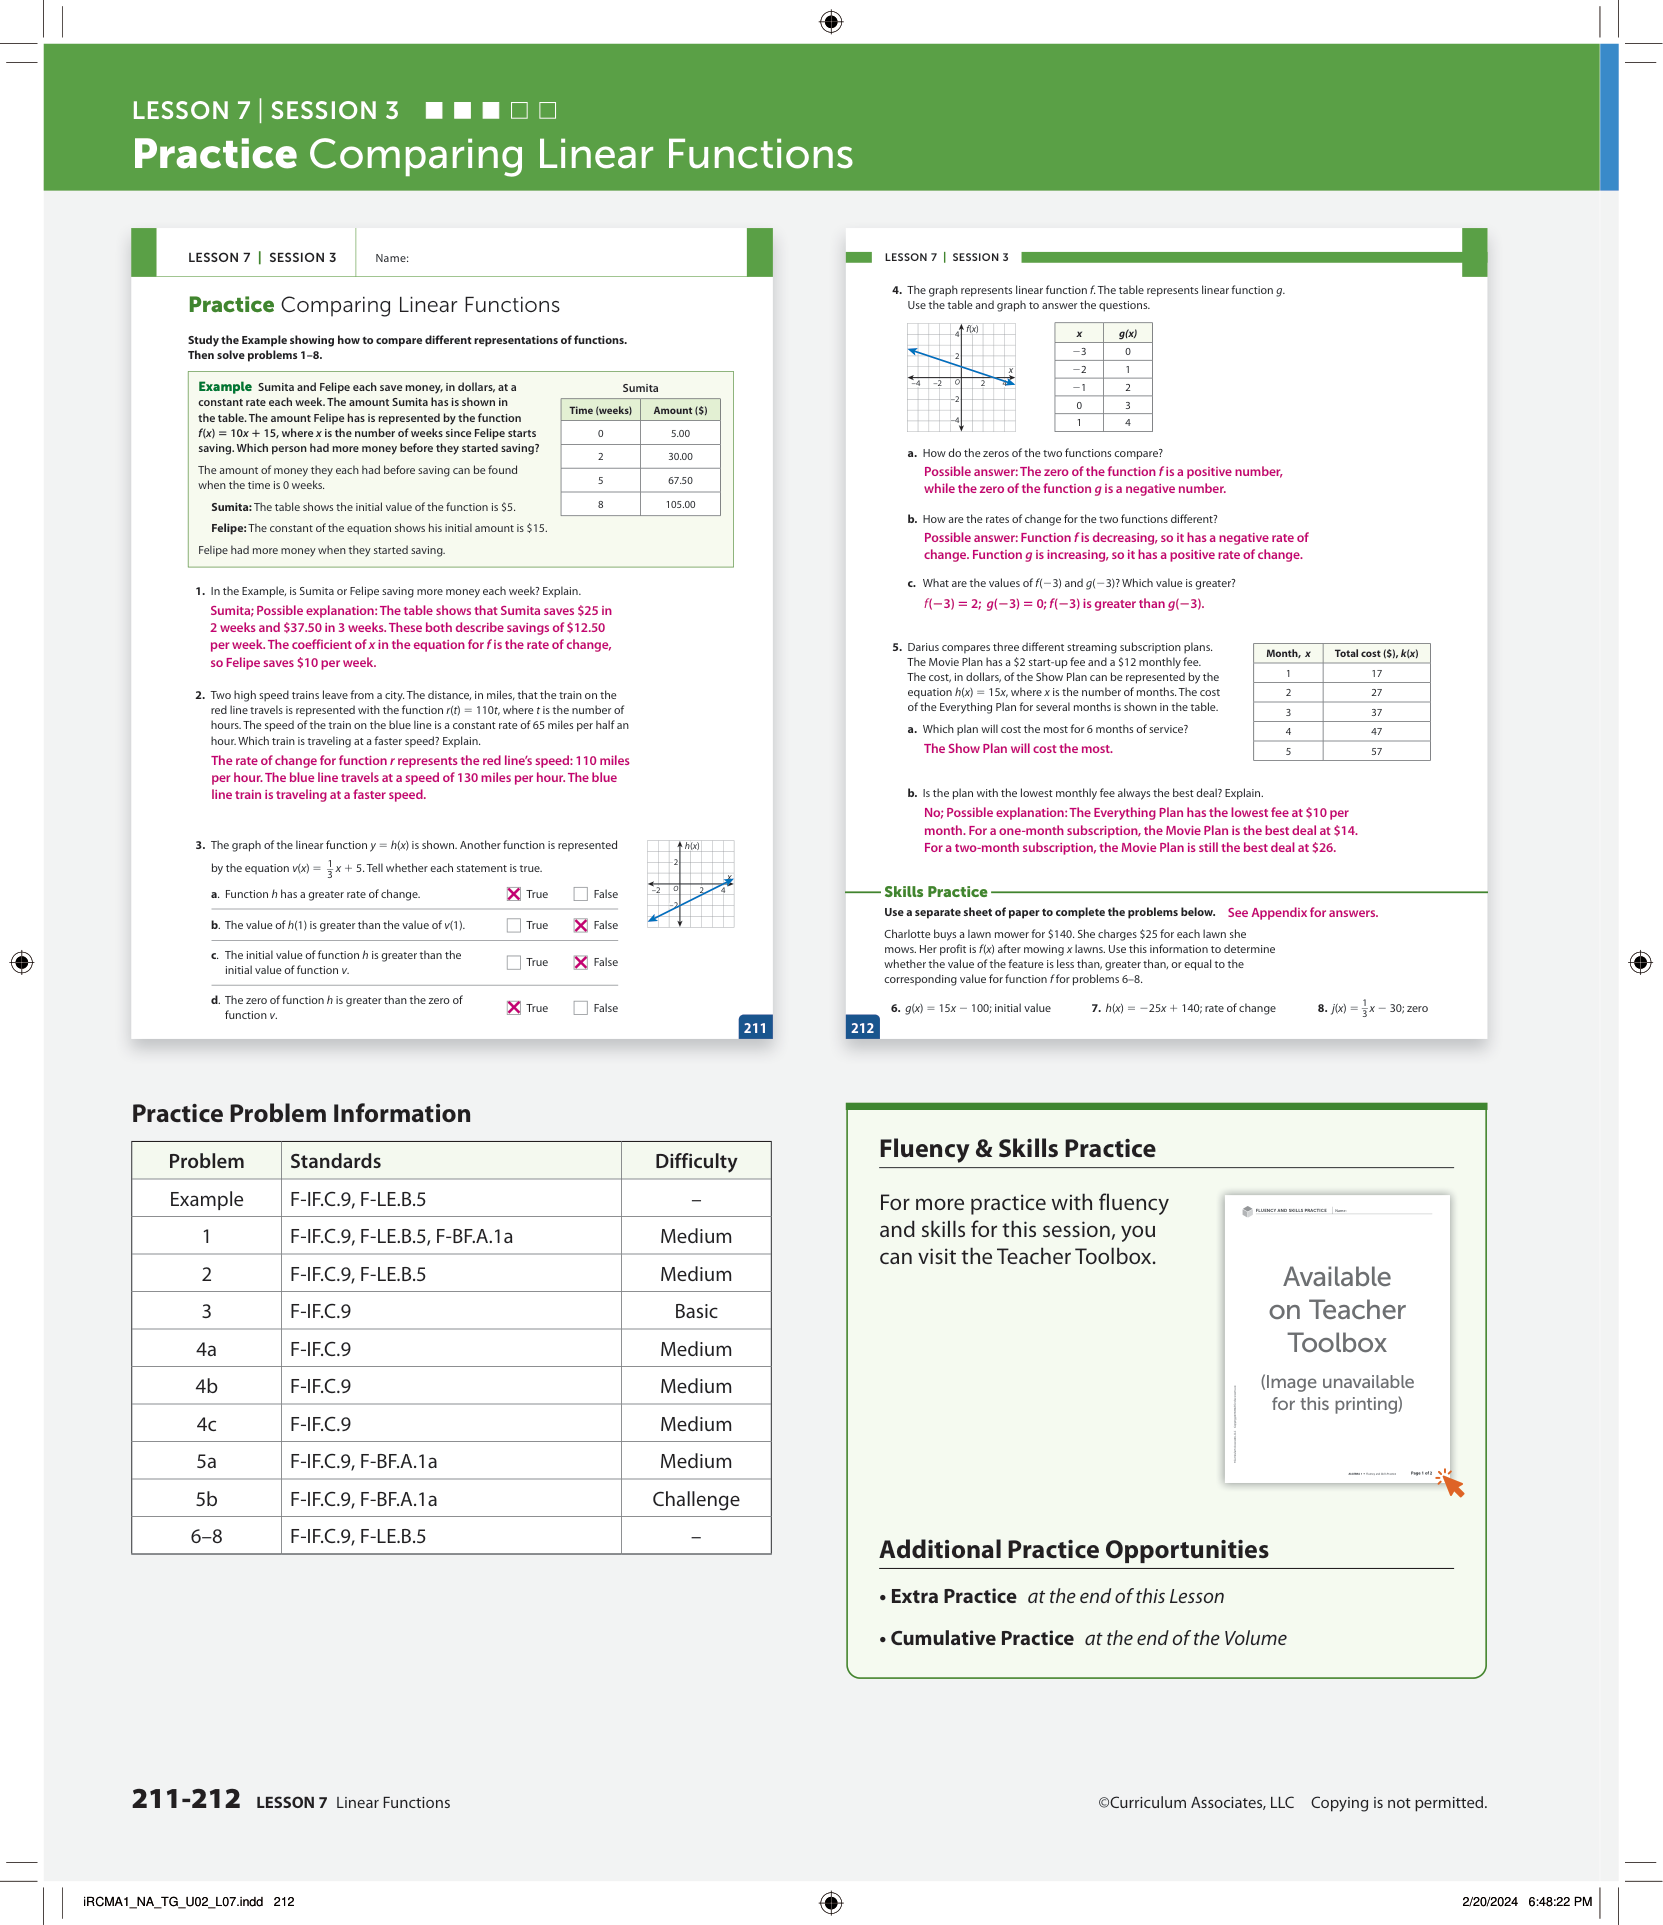 LESSON 7 | SESSION 3
Practice Comparing Linear Functions
LESSON 7 | SESSION 3
Name:
Practice Comparing Linear Functions
Study the Example showing how to compare different representations of functions.
Then solve problems 1–8.
Example Sumita and Felipe each save money, in dollars, at a
constant rate each week. The amount Sumita has is shown in
the table. The amount Felipe has is represented by the function
f(x) = 10x + 15, where x is the number of weeks since Felipe starts
saving. Which person had more money before they started saving?
The amount of money they each had before saving can be found
when the time is 0 weeks.
Sumita: The table shows the initial value of the function is $5.
Felipe: The constant of the equation shows his initial amount is $15.
Felipe had more money when they started saving.
Sumita
Time (weeks) Amount ($)
0 5.00
2 30.00
5 67.50
8 105.00
1. In the Example, is Sumita or Felipe saving more money each week? Explain.
Sumita; Possible explanation: The table shows that Sumita saves $25 in
2 weeks and $37.50 in 3 weeks. These both describe savings of $12.50
per week. The coefficient of x in the equation for f is the rate of change,
so Felipe saves $10 per week.
2. Two high speed trains leave from a city. The distance, in miles, that the train on the
red line travels is represented with the function r(t) = 110t, where t is the number of
hours. The speed of the train on the blue line is a constant rate of 65 miles per half an
hour. Which train is traveling at a faster speed? Explain.
The rate of change for function r represents the red line's speed: 110 miles
per hour. The blue line travels at a speed of 130 miles per hour. The blue
line train is traveling at a faster speed.
3. The graph of the linear function y = h(x) is shown. Another function is represented
by the equation v(x) = 1/3 x + 5. Tell whether each statement is true.
a. Function h has a greater rate of change. True False
b. The value of h(1) is greater than the value of v(1). True False
c. The initial value of function h is greater than the
initial value of function v. True False
d. The zero of function h is greater than the zero of
function v. True False
h(x)
2
x
−2 O 2 4
−2
211
LESSON 7 | SESSION 3
4. The graph represents linear function f. The table represents linear function g.
Use the table and graph to answer the questions.
f(x)
4
2
x
−4 −2 O 2 4
−2
−4
x g(x)
−3 0
−2 1
−1 2
0 3
1 4
a. How do the zeros of the two functions compare?
Possible answer: The zero of the function f is a positive number,
while the zero of the function g is a negative number.
b. How are the rates of change for the two functions different?
Possible answer: Function f is decreasing, so it has a negative rate of
change. Function g is increasing, so it has a positive rate of change.
c. What are the values of f(−3) and g(−3)? Which value is greater?
f(−3) = 2; g(−3) = 0; f(−3) is greater than g(−3).
5. Darius compares three different streaming subscription plans.
The Movie Plan has a $2 start-up fee and a $12 monthly fee.
The cost, in dollars, of the Show Plan can be represented by the
equation h(x) = 15x, where x is the number of months. The cost
of the Everything Plan for several months is shown in the table.
Month, x Total cost ($), k(x)
1 17
2 27
3 37
4 47
5 57
a. Which plan will cost the most for 6 months of service?
The Show Plan will cost the most.
b. Is the plan with the lowest monthly fee always the best deal? Explain.
No; Possible explanation: The Everything Plan has the lowest fee at $10 per
month. For a one-month subscription, the Movie Plan is the best deal at $14.
For a two-month subscription, the Movie Plan is still the best deal at $26.
Skills Practice
Use a separate sheet of paper to complete the problems below. See Appendix for answers.
Charlotte buys a lawn mower for $140. She charges $25 for each lawn she
mows. Her profit is f(x) after mowing x lawns. Use this information to determine
whether the value of the feature is less than, greater than, or equal to the
corresponding value for function f for problems 6–8.
6. g(x) = 15x − 100; initial value 7. h(x) = −25x + 140; rate of change 8. j(x) = 1/3 x − 30; zero
212
Practice Problem Information
Problem Standards Difficulty
Example F-IF.C.9, F-LE.B.5 –
1 F-IF.C.9, F-LE.B.5, F-BF.A.1a Medium
2 F-IF.C.9, F-LE.B.5 Medium
3 F-IF.C.9 Basic
4a F-IF.C.9 Medium
4b F-IF.C.9 Medium
4c F-IF.C.9 Medium
5a F-IF.C.9, F-BF.A.1a Medium
5b F-IF.C.9, F-BF.A.1a Challenge
6–8 F-IF.C.9, F-LE.B.5 –
Fluency & Skills Practice
For more practice with fluency
and skills for this session, you
can visit the Teacher Toolbox.
FLUENCY AND SKILLS PRACTICE Name:
Available
on Teacher
Toolbox
(Image unavailable
for this printing)
Page 1 of 2
Additional Practice Opportunities
• Extra Practice at the end of this Lesson
• Cumulative Practice at the end of the Volume
211-212 LESSON 7 Linear Functions
©Curriculum Associates, LLC Copying is not permitted.
iRCMA1_NA_TG_U02_L07.indd 212
2/20/2024 6:48:22 PM